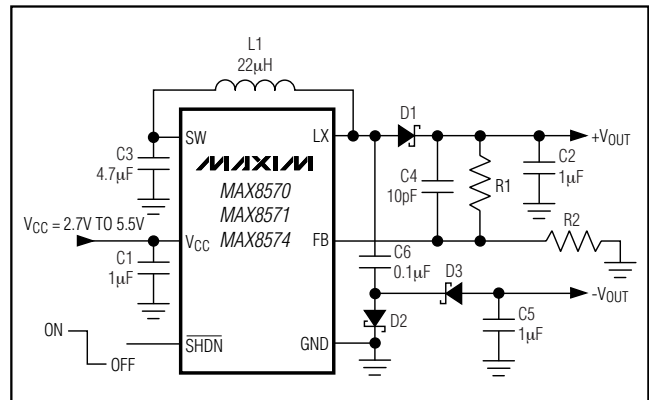 L1
22µH
SW
LX
D1
+VOUT
C3
4.7µF
MAXIM
MAX8570
MAX8571
MAX8574
C4
10pF
R1
C2
1µF
R2
VCC = 2.7V TO 5.5V
VCC
FB
C1
1µF
C6
0.1µF
D3
-VOUT
D2
C5
1µF
ON
OFF
SHDN
GND